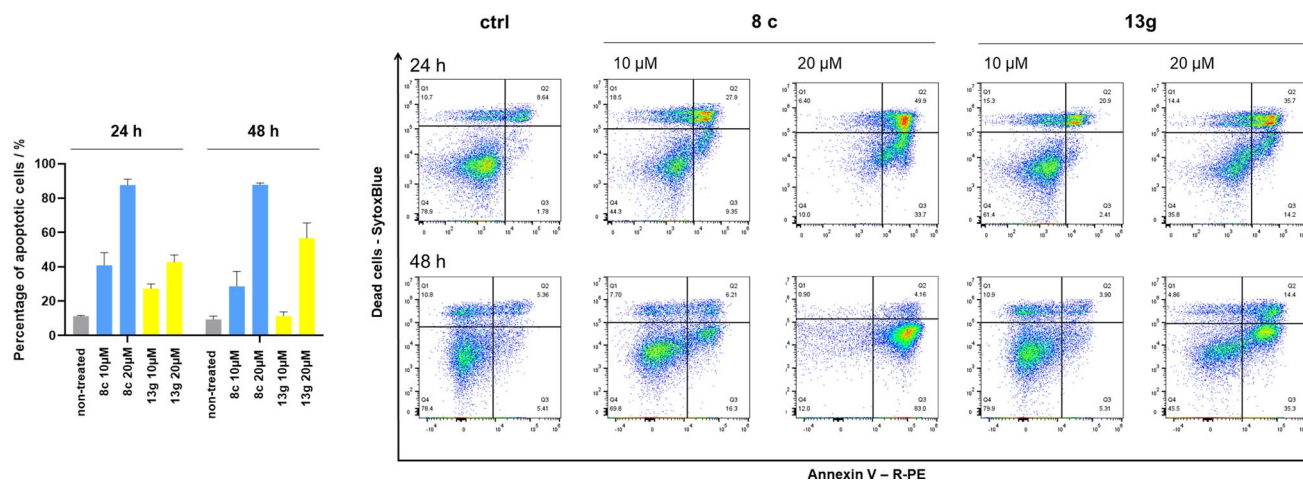 24 h
48 h
Percentage of apoptotic cells / %
100
80
60
40
20
0
non-treated
8c 10µM
8c 20µM
13g 10µM
13g 20µM
non-treated
8c 10µM
8c 20µM
13g 10µM
13g 20µM
ctrl
8 c
13g
24 h
10 µM
20 µM
10 µM
20 µM
Dead cells - SytoxBlue
Q1
10.7
Q2
8.64
Q4
78.9
Q3
1.78
Q1
18.5
Q2
27.9
Q4
44.3
Q3
9.35
Q1
6.40
Q2
49.9
Q4
10.0
Q3
33.7
Q1
15.3
Q2
20.9
Q4
61.4
Q3
2.41
Q1
14.4
Q2
35.7
Q4
35.8
Q3
14.2
48 h
Q1
10.8
Q2
5.36
Q4
78.4
Q3
5.41
Q1
7.70
Q2
6.21
Q4
69.8
Q3
16.3
Q1
0.90
Q2
4.16
Q4
12.0
Q3
83.0
Q1
10.9
Q2
3.90
Q4
79.9
Q3
5.31
Q1
4.86
Q2
14.4
Q4
45.5
Q3
35.3
Annexin V – R-PE